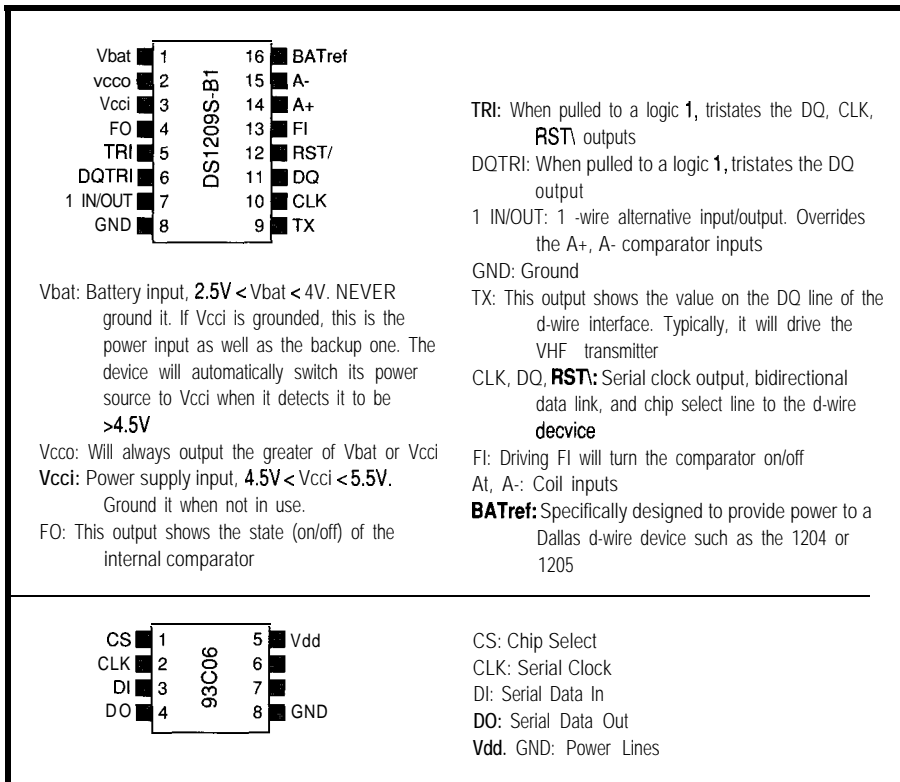 Vbat 1 16 BATref
vcco 2 15 A-
Vcci 3 14 A+
FO 4 13 FI
TRI 5 12 RST/
DQTRI 6 11 DQ
1 IN/OUT 7 10 CLK
GND 8 9 TX
DS1209S-B1
Vbat: Battery input, 2.5V < Vbat < 4V. NEVER
ground it. If Vcci is grounded, this is the
power input as well as the backup one. The
device will automatically switch its power
source to Vcci when it detects it to be
>4.5V
Vcco: Will always output the greater of Vbat or Vcci
Vcci: Power supply input, 4.5V < Vcci < 5.5V.
Ground it when not in use.
FO: This output shows the state (on/off) of the
internal comparator
TRI: When pulled to a logic 1, tristates the DQ, CLK,
RST\ outputs
DQTRI: When pulled to a logic 1, tristates the DQ
output
1 IN/OUT: 1 -wire alternative input/output. Overrides
the A+, A- comparator inputs
GND: Ground
TX: This output shows the value on the DQ line of the
d-wire interface. Typically, it will drive the
VHF transmitter
CLK, DQ, RST\: Serial clock output, bidirectional
data link, and chip select line to the d-wire
decvice
FI: Driving FI will turn the comparator on/off
At, A-: Coil inputs
BATref: Specifically designed to provide power to a
Dallas d-wire device such as the 1204 or
1205
CS 1 5 Vdd
CLK 2 6
DI 3 7
DO 4 8 GND
93C06
CS: Chip Select
CLK: Serial Clock
DI: Serial Data In
DO: Serial Data Out
Vdd. GND: Power Lines